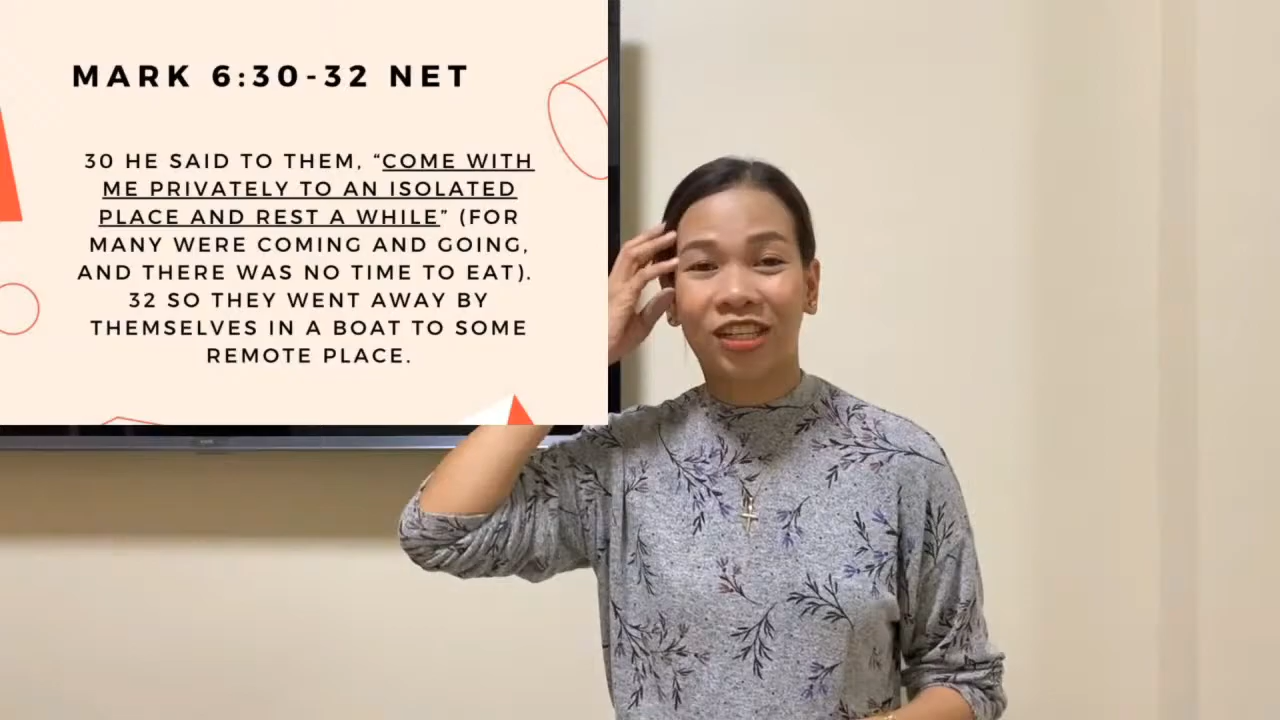 MARK 6:30-32 NET
30 HE SAID TO THEM, “COME WITH
ME PRIVATELY TO AN ISOLATED
PLACE AND REST A WHILE” (FOR
MANY WERE COMING AND GOING,
AND THERE WAS NO TIME TO EAT).
32 SO THEY WENT AWAY BY
THEMSELVES IN A BOAT TO SOME
REMOTE PLACE.